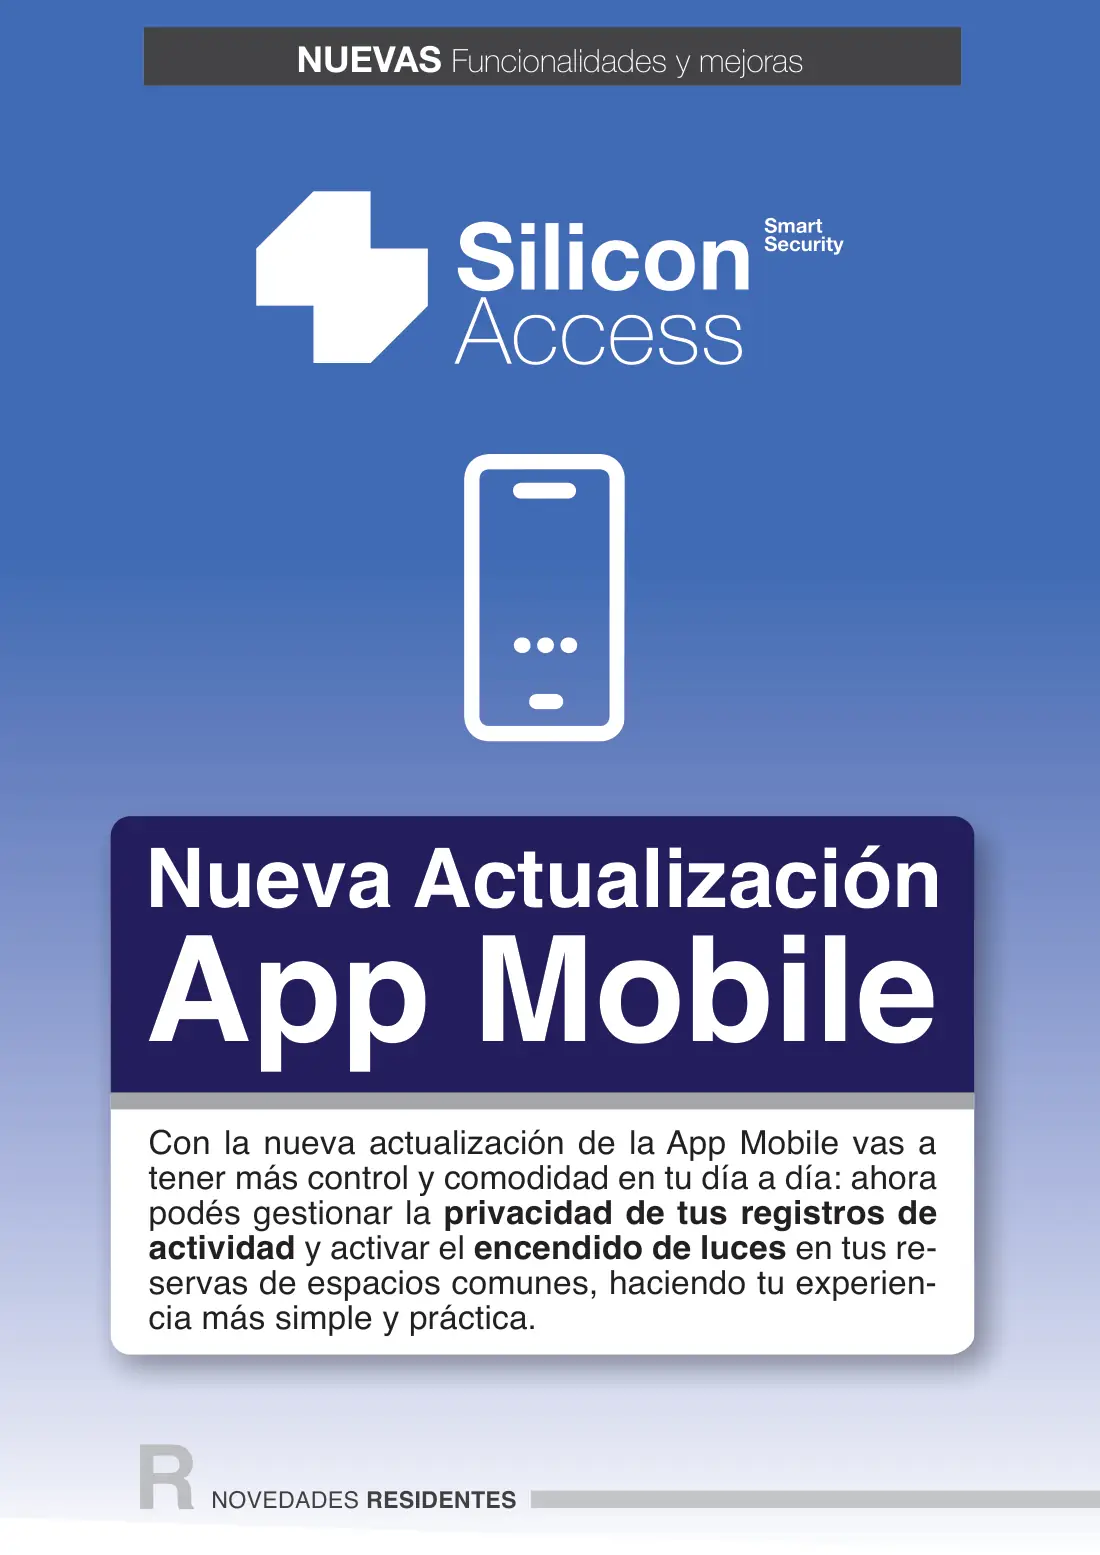 NUEVAS Funcionalidades y mejoras
Silicon
Smart
Security
Access
Nueva Actualización
App Mobile
Con la nueva actualización de la App Mobile vas a
tener más control y comodidad en tu día a día: ahora
podés gestionar la privacidad de tus registros de
actividad y activar el encendido de luces en tus re-
servas de espacios comunes, haciendo tu experien-
cia más simple y práctica.
R
NOVEDADES RESIDENTES